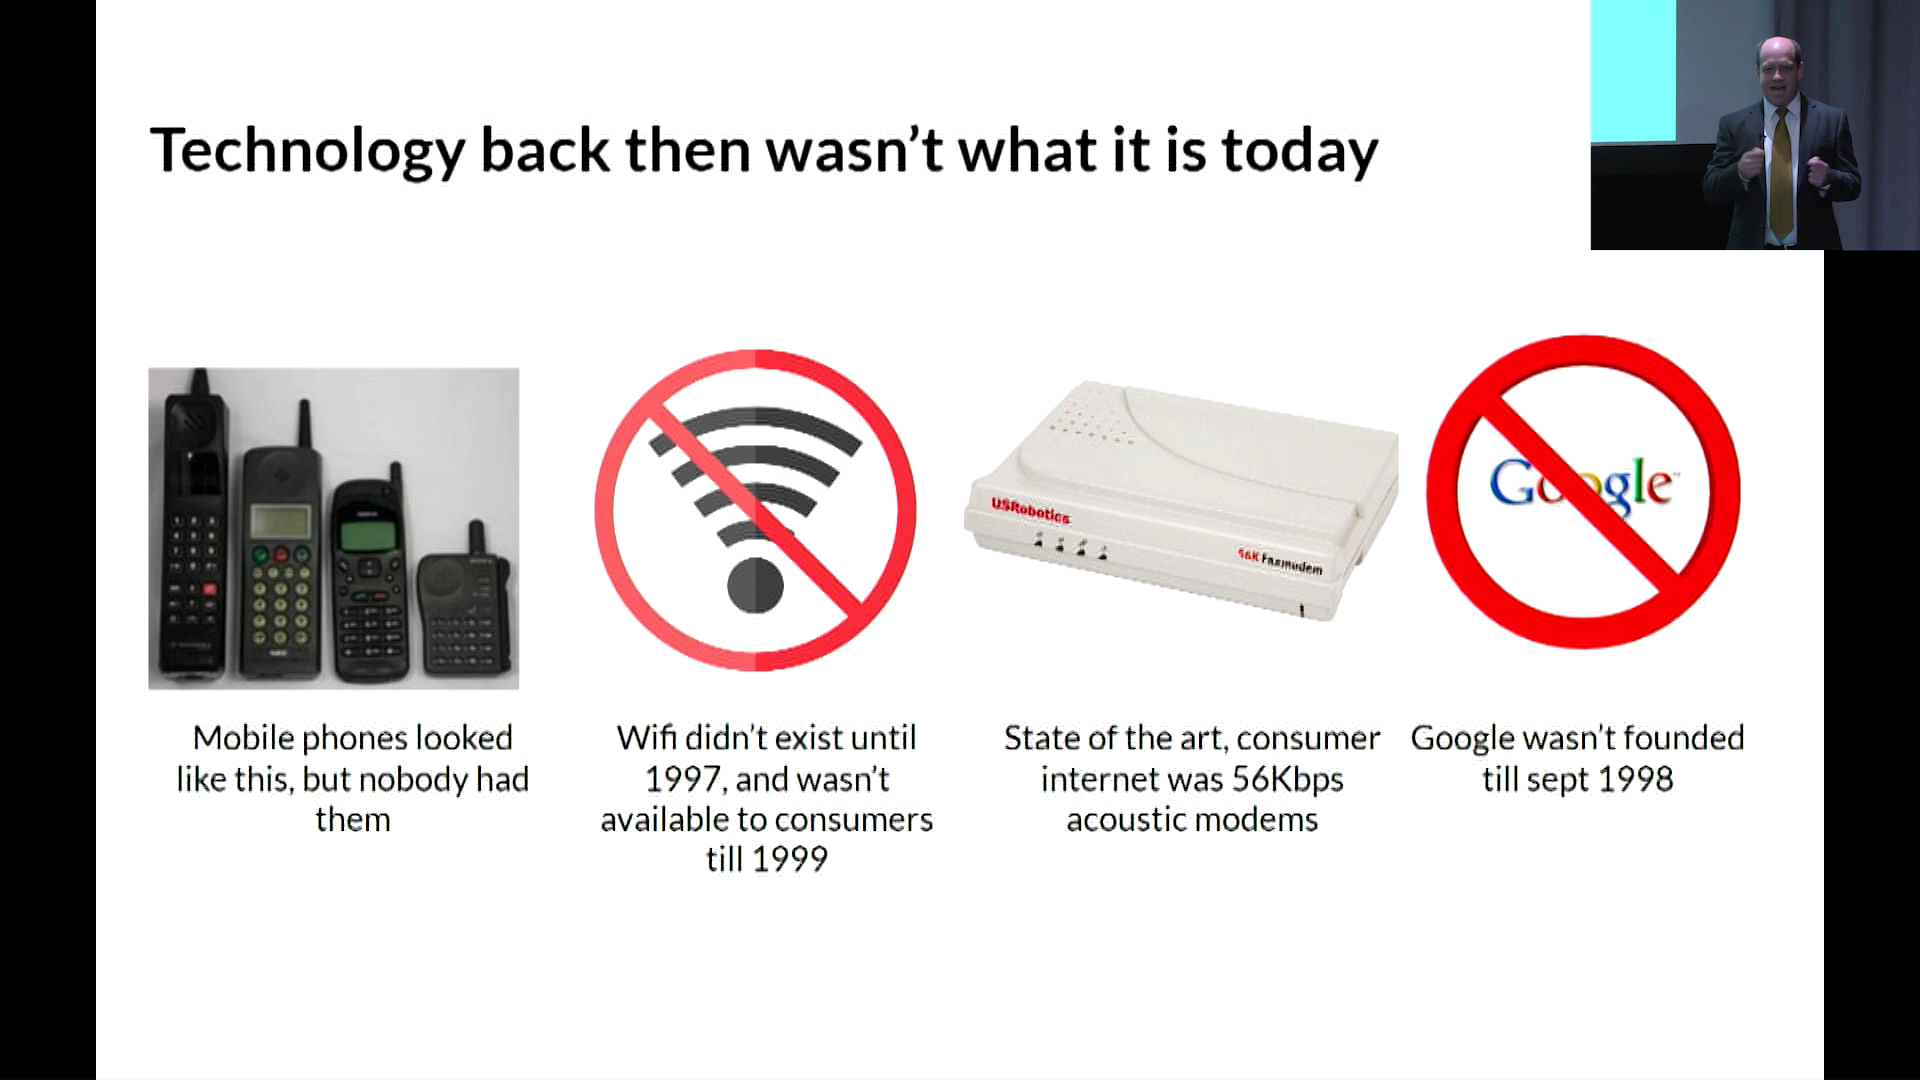 Technology back then wasn't what it is today
Google
USRobotics
56K Faxmodem
Mobile phones looked
like this, but nobody had
them
Wifi didn't exist until
1997, and wasn't
available to consumers
till 1999
State of the art, consumer
internet was 56Kbps
acoustic modems
Google wasn't founded
till sept 1998